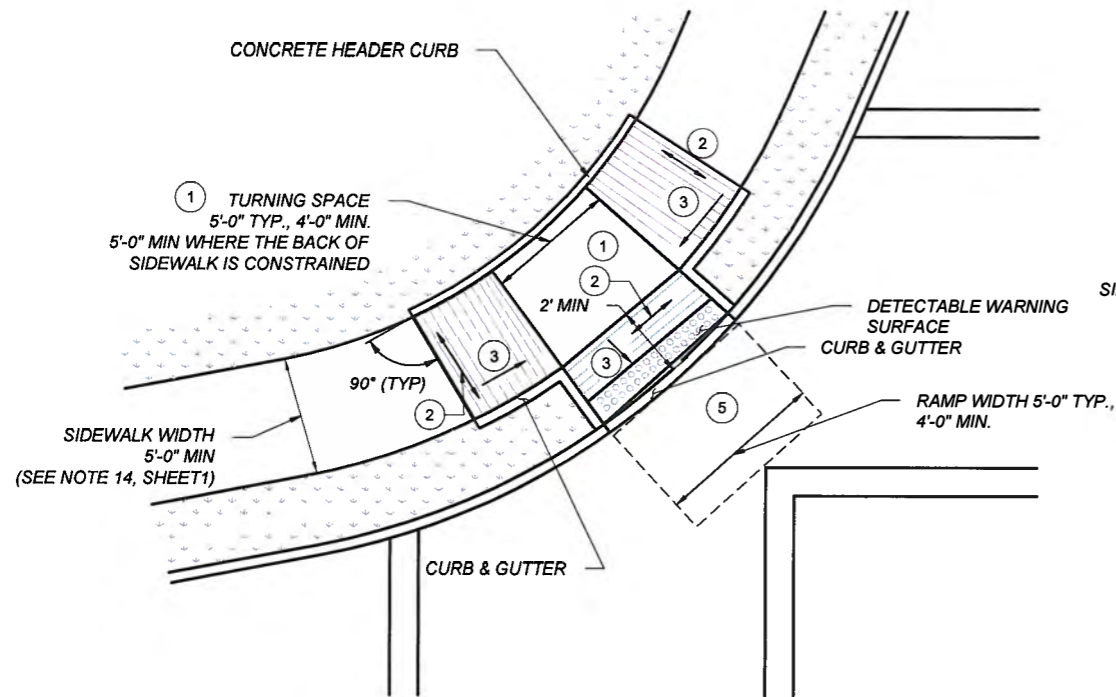 CONCRETE HEADER CURB
2
1 TURNING SPACE
5'-0" TYP., 4'-0" MIN.
5'-0" MIN WHERE THE BACK OF
SIDEWALK IS CONSTRAINED
3
1
2
2' MIN
DETECTABLE WARNING
SURFACE
CURB & GUTTER
3
3
90° (TYP)
2
5
RAMP WIDTH 5'-0" TYP.,
4'-0" MIN.
SIDEWALK WIDTH
5'-0" MIN
(SEE NOTE 14, SHEET1)
CURB & GUTTER